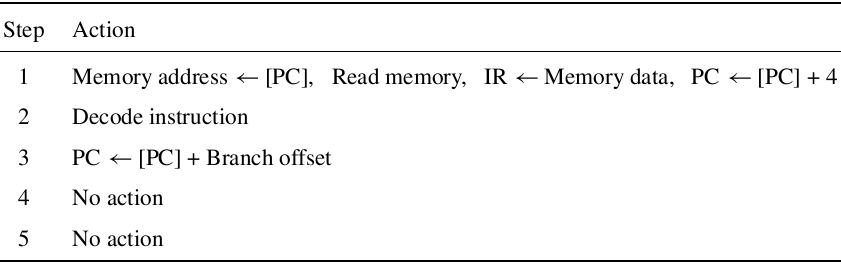 Step Action
1 Memory address ← [PC], Read memory, IR ← Memory data, PC ← [PC] + 4
2 Decode instruction
3 PC ← [PC] + Branch offset
4 No action
5 No action